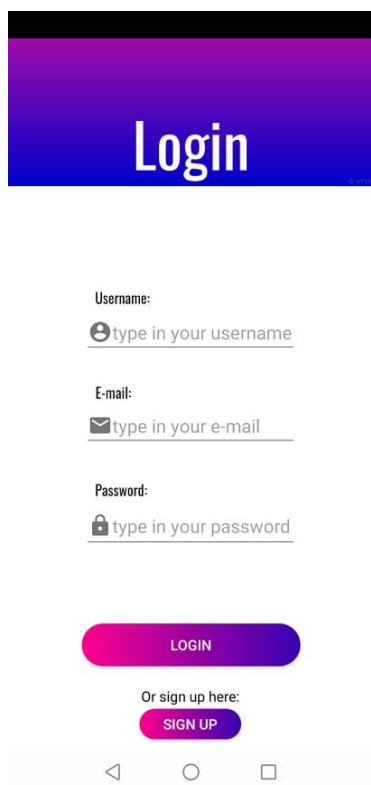 Login
Username:
type in your username
E-mail:
type in your e-mail
Password:
type in your password
LOGIN
Or sign up here:
SIGN UP